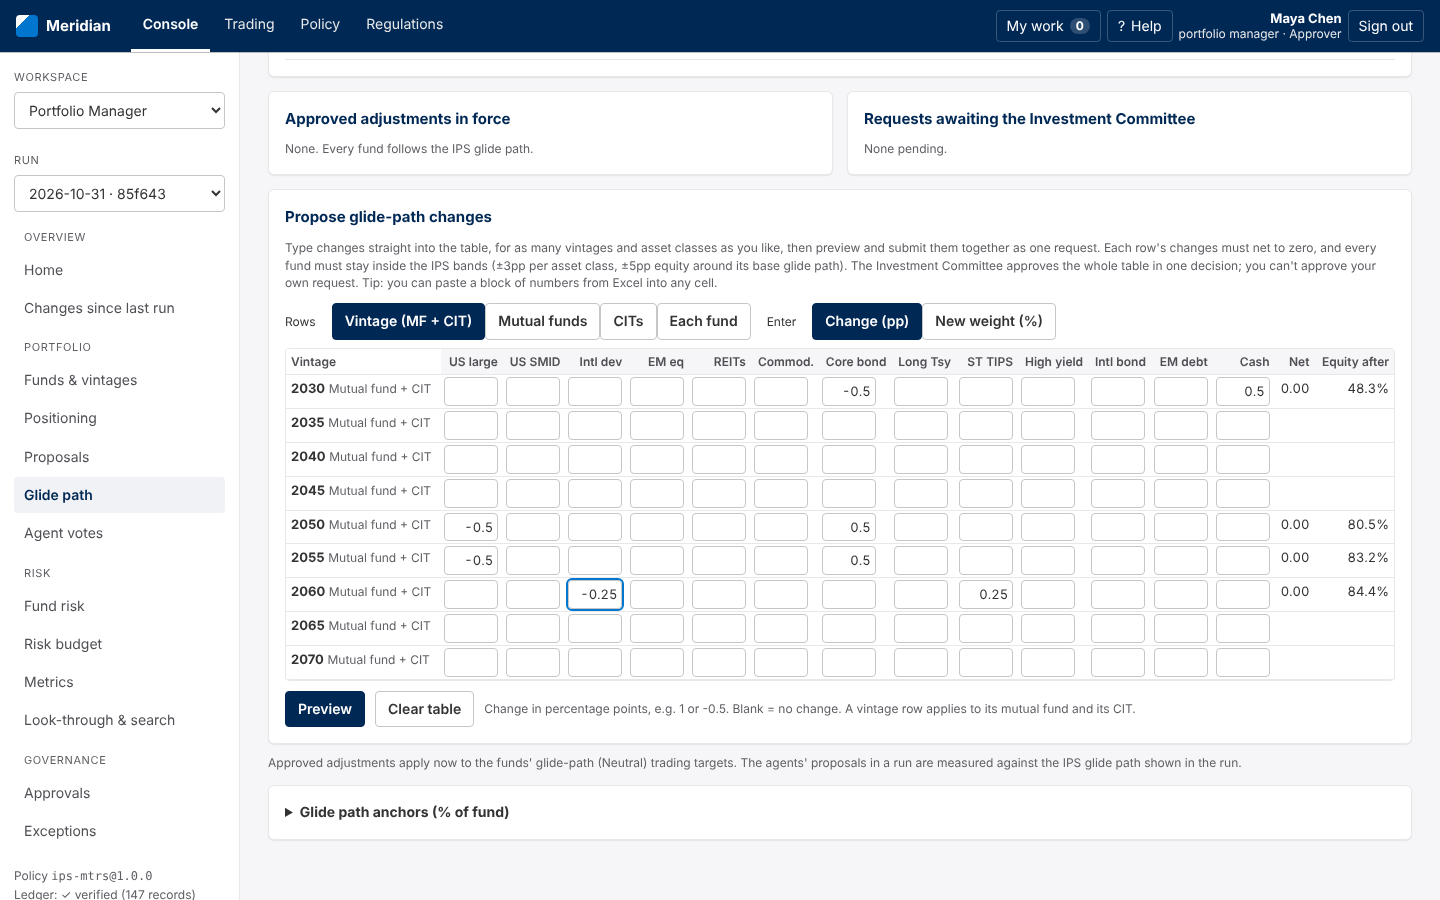 Meridian
Console
Trading
Policy
Regulations
My work 0
? Help
Maya Chen
portfolio manager · Approver
Sign out
WORKSPACE
Portfolio Manager
RUN
2026-10-31 · 85f643
OVERVIEW
Home
Changes since last run
PORTFOLIO
Funds & vintages
Positioning
Proposals
Glide path
Agent votes
RISK
Fund risk
Risk budget
Metrics
Look-through & search
GOVERNANCE
Approvals
Exceptions
Policy ips-mtrs@1.0.0
Ledger: ✓ verified (147 records)
Approved adjustments in force
None. Every fund follows the IPS glide path.
Requests awaiting the Investment Committee
None pending.
Propose glide-path changes
Type changes straight into the table, for as many vintages and asset classes as you like, then preview and submit them together as one request. Each row's changes must net to zero, and every
fund must stay inside the IPS bands (±3pp per asset class, ±5pp equity around its base glide path). The Investment Committee approves the whole table in one decision; you can't approve your
own request. Tip: you can paste a block of numbers from Excel into any cell.
Rows Vintage (MF + CIT) Mutual funds CITs Each fund Enter Change (pp) New weight (%)
Vintage US large US SMID Intl dev EM eq REITs Commod. Core bond Long Tsy ST TIPS High yield Intl bond EM debt Cash Net Equity after
2030 Mutual fund + CIT -0.5 0.5 0.00 48.3%
2035 Mutual fund + CIT
2040 Mutual fund + CIT
2045 Mutual fund + CIT
2050 Mutual fund + CIT -0.5 0.5 0.00 80.5%
2055 Mutual fund + CIT -0.5 0.5 0.00 83.2%
2060 Mutual fund + CIT -0.25 0.25 0.00 84.4%
2065 Mutual fund + CIT
2070 Mutual fund + CIT
Preview Clear table Change in percentage points, e.g. 1 or -0.5. Blank = no change. A vintage row applies to its mutual fund and its CIT.
Approved adjustments apply now to the funds' glide-path (Neutral) trading targets. The agents' proposals in a run are measured against the IPS glide path shown in the run.
Glide path anchors (% of fund)